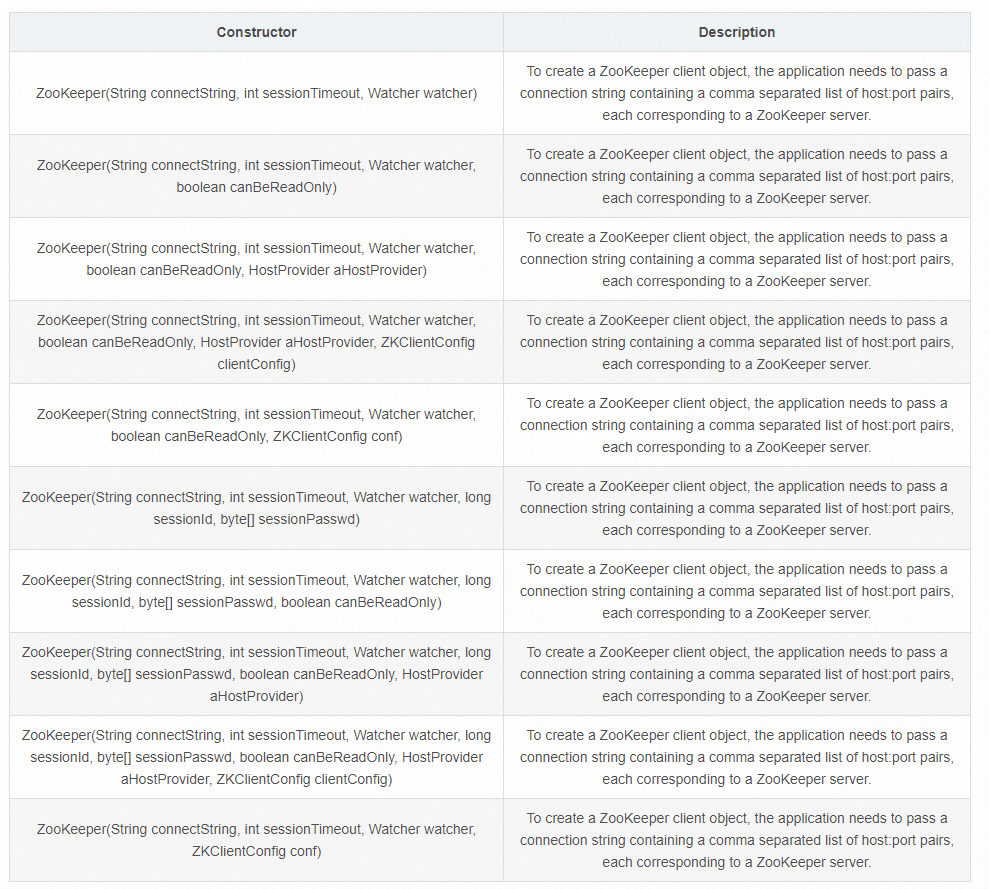 Constructor
Description
ZooKeeper(String connectString, int sessionTimeout, Watcher watcher)
To create a ZooKeeper client object, the application needs to pass a
connection string containing a comma separated list of host:port pairs,
each corresponding to a ZooKeeper server.
ZooKeeper(String connectString, int sessionTimeout, Watcher watcher,
boolean canBeReadOnly)
To create a ZooKeeper client object, the application needs to pass a
connection string containing a comma separated list of host:port pairs,
each corresponding to a ZooKeeper server.
ZooKeeper(String connectString, int sessionTimeout, Watcher watcher,
boolean canBeReadOnly, HostProvider aHostProvider)
To create a ZooKeeper client object, the application needs to pass a
connection string containing a comma separated list of host:port pairs,
each corresponding to a ZooKeeper server.
ZooKeeper(String connectString, int sessionTimeout, Watcher watcher,
boolean canBeReadOnly, HostProvider aHostProvider, ZKClientConfig
clientConfig)
To create a ZooKeeper client object, the application needs to pass a
connection string containing a comma separated list of host:port pairs,
each corresponding to a ZooKeeper server.
ZooKeeper(String connectString, int sessionTimeout, Watcher watcher,
boolean canBeReadOnly, ZKClientConfig conf)
To create a ZooKeeper client object, the application needs to pass a
connection string containing a comma separated list of host:port pairs,
each corresponding to a ZooKeeper server.
ZooKeeper(String connectString, int sessionTimeout, Watcher watcher, long
sessionId, byte[] sessionPasswd)
To create a ZooKeeper client object, the application needs to pass a
connection string containing a comma separated list of host:port pairs,
each corresponding to a ZooKeeper server.
ZooKeeper(String connectString, int sessionTimeout, Watcher watcher, long
sessionId, byte[] sessionPasswd, boolean canBeReadOnly)
To create a ZooKeeper client object, the application needs to pass a
connection string containing a comma separated list of host:port pairs,
each corresponding to a ZooKeeper server.
ZooKeeper(String connectString, int sessionTimeout, Watcher watcher, long
sessionId, byte[] sessionPasswd, boolean canBeReadOnly, HostProvider
aHostProvider)
To create a ZooKeeper client object, the application needs to pass a
connection string containing a comma separated list of host:port pairs,
each corresponding to a ZooKeeper server.
ZooKeeper(String connectString, int sessionTimeout, Watcher watcher, long
sessionId, byte[] sessionPasswd, boolean canBeReadOnly, HostProvider
aHostProvider, ZKClientConfig clientConfig)
To create a ZooKeeper client object, the application needs to pass a
connection string containing a comma separated list of host:port pairs,
each corresponding to a ZooKeeper server.
ZooKeeper(String connectString, int sessionTimeout, Watcher watcher,
ZKClientConfig conf)
To create a ZooKeeper client object, the application needs to pass a
connection string containing a comma separated list of host:port pairs,
each corresponding to a ZooKeeper server.